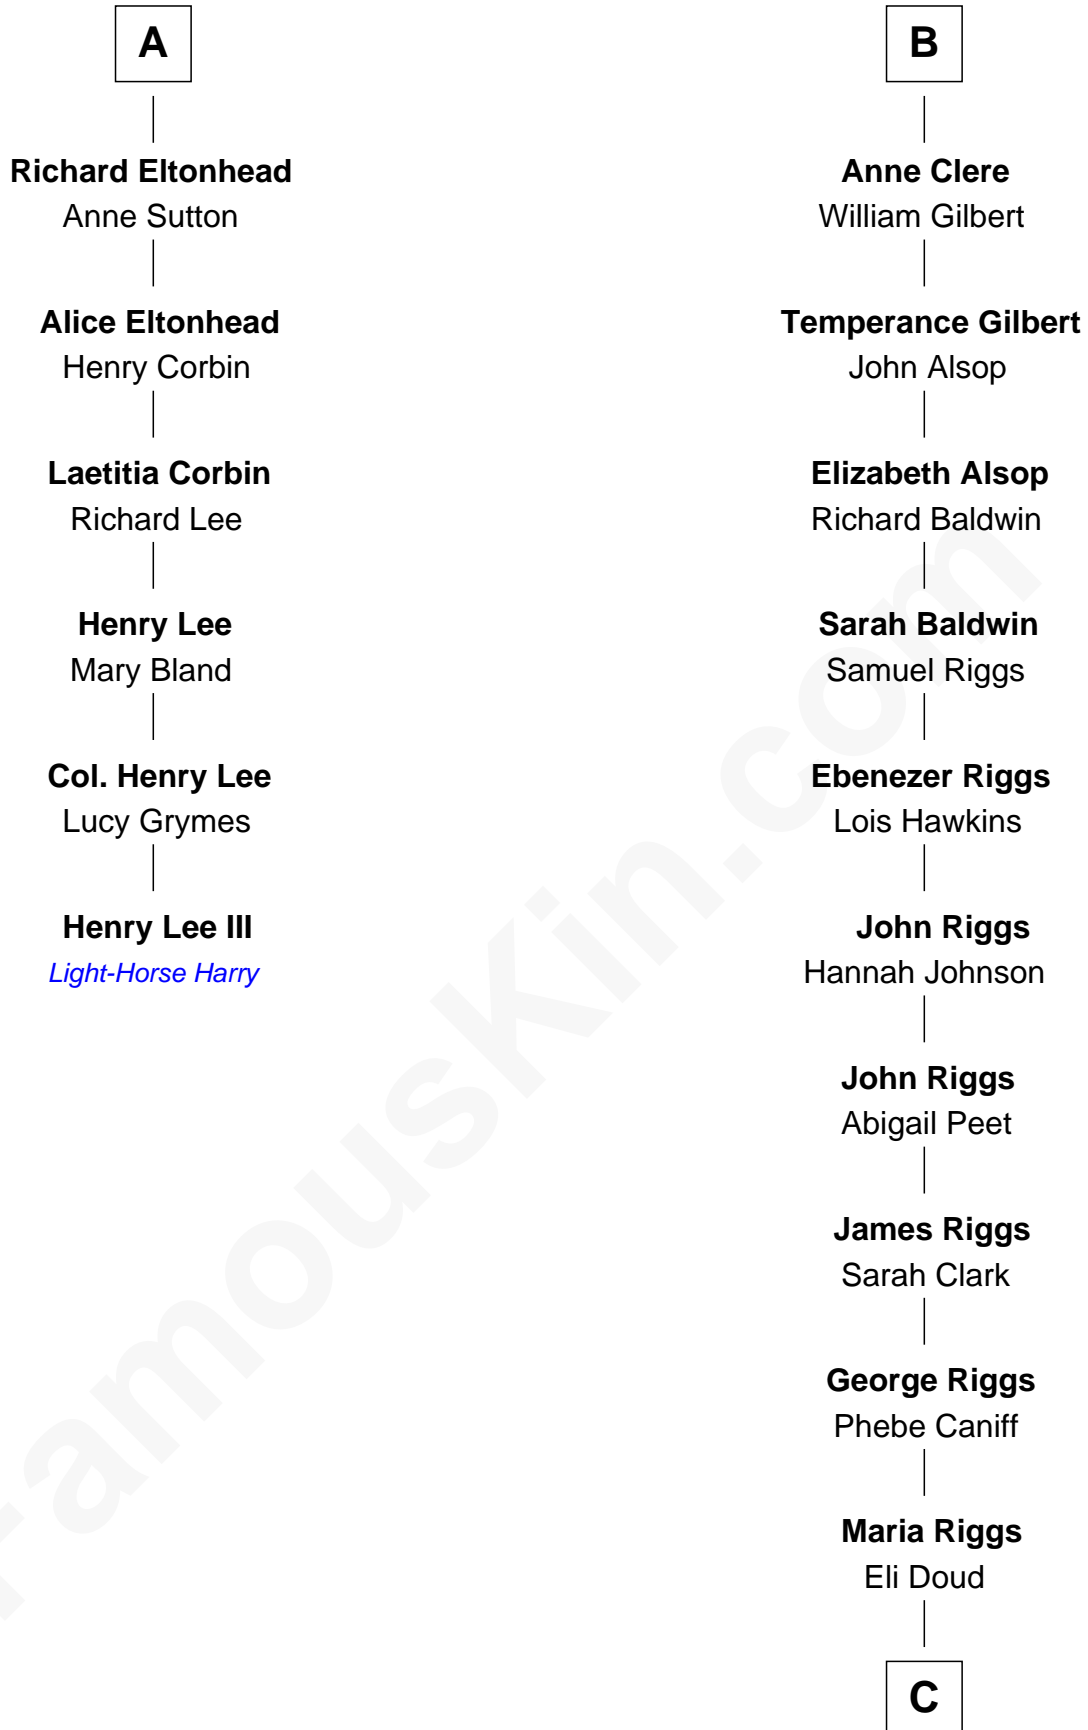 A
Richard Eltonhead
Anne Sutton
Alice Eltonhead
Henry Corbin
Laetitia Corbin
Richard Lee
Henry Lee
Mary Bland
Col. Henry Lee
Lucy Grymes
Henry Lee III
Light-Horse Harry
B
Anne Clere
William Gilbert
Temperance Gilbert
John Alsop
Elizabeth Alsop
Richard Baldwin
Sarah Baldwin
Samuel Riggs
Ebenezer Riggs
Lois Hawkins
John Riggs
Hannah Johnson
John Riggs
Abigail Peet
James Riggs
Sarah Clark
George Riggs
Phebe Caniff
Maria Riggs
Eli Doud
C
FamousKin.com